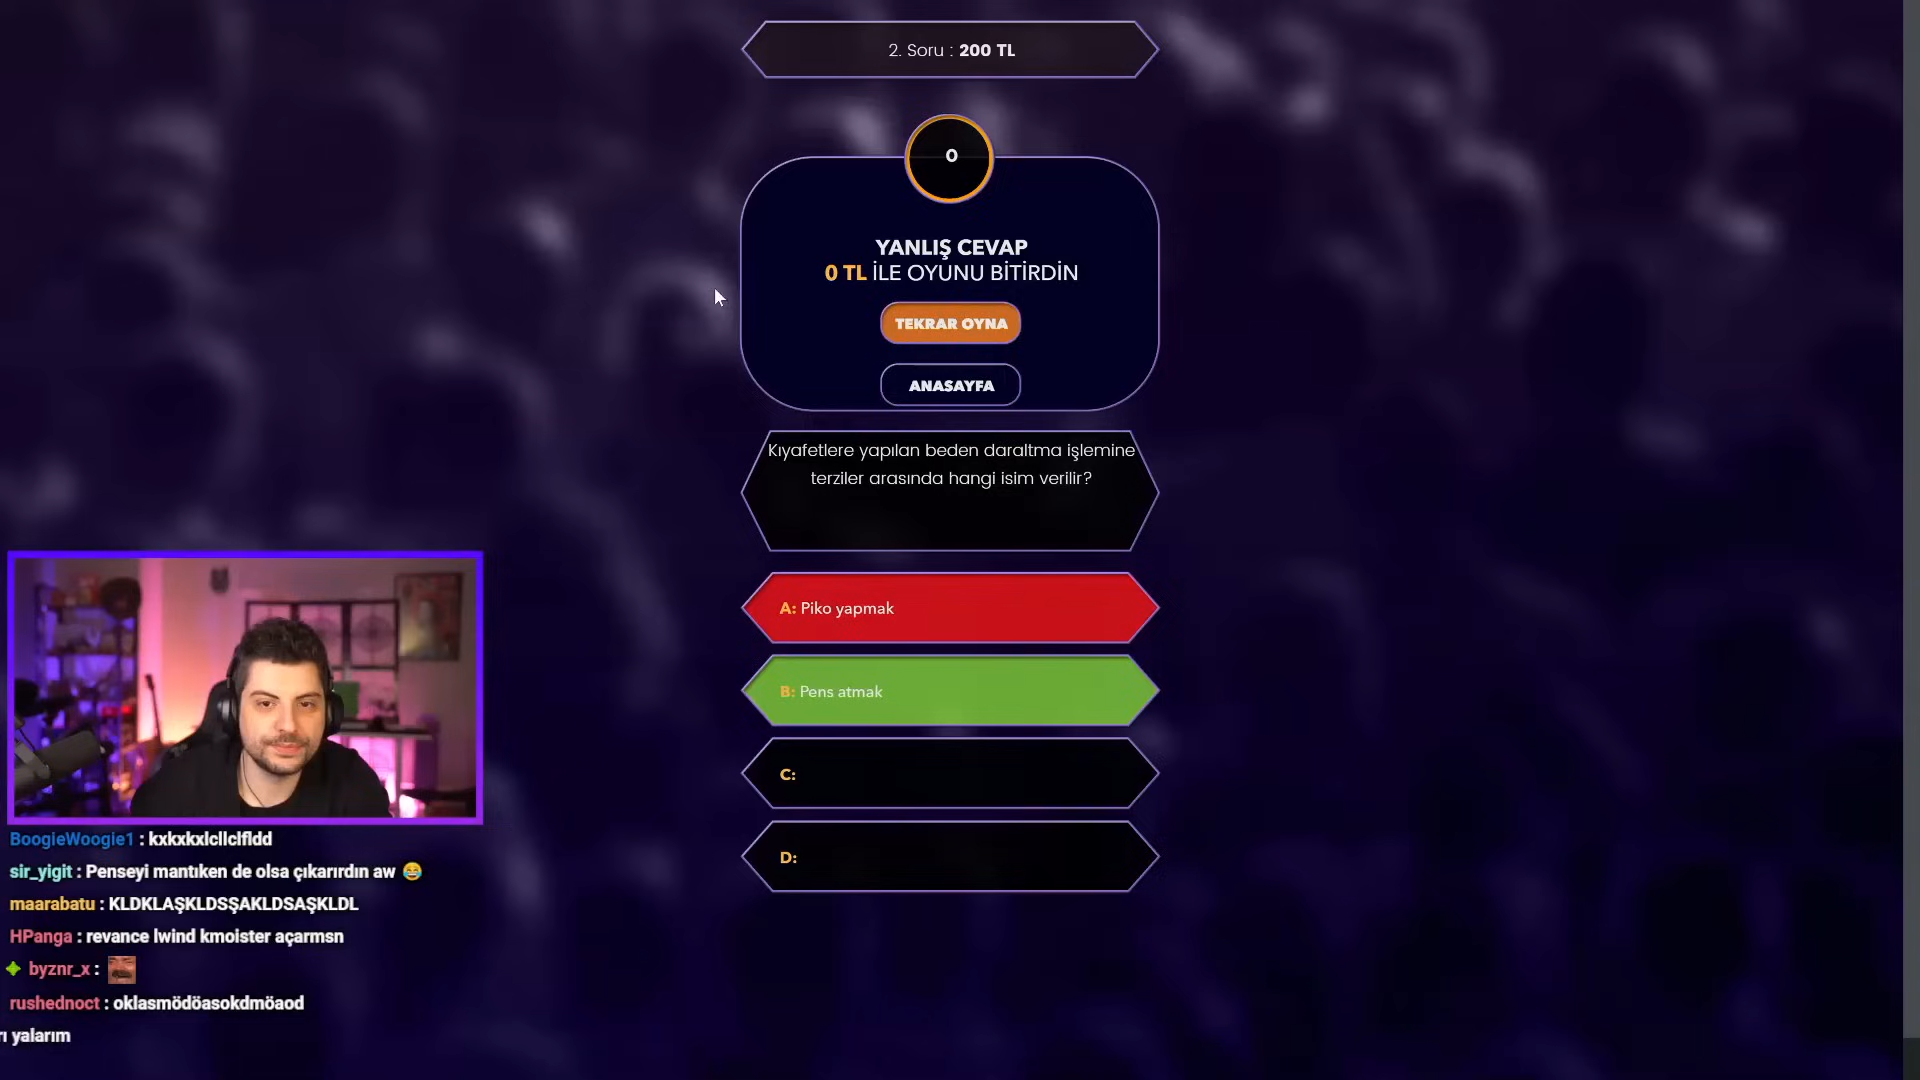 2. Soru : 200 TL
0
YANLIŞ CEVAP
0 TL İLE OYUNU BİTİRDİN
TEKRAR OYNA
ANASAYFA
Kıyafetlere yapılan beden daraltma işlemine
terziler arasında hangi isim verilir?
A: Piko yapmak
B: Pens atmak
C:
D:
BoogieWoogie1 : kxkxkxlcllclfldd
sir_yigit : Penseyi mantıken de olsa çıkarırdın aw 😂
maarabatu : KLDKLAŞKLDSŞAKLDSAŞKLDL
HPanga : revance lwind kmoister açarmsn
byznr_x :
rushednoct : oklasmödöasokdmöaod
rı yalarım